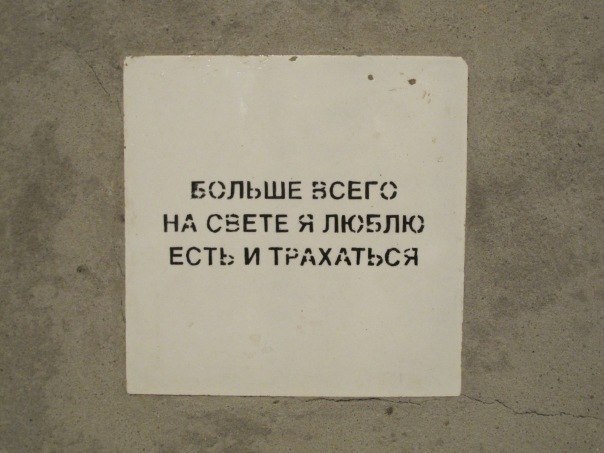 БОЛЬШЕ ВСЕГО
НА СВЕТЕ Я ЛЮБЛЮ
ЕСТЬ И ТРАХАТЬСЯ